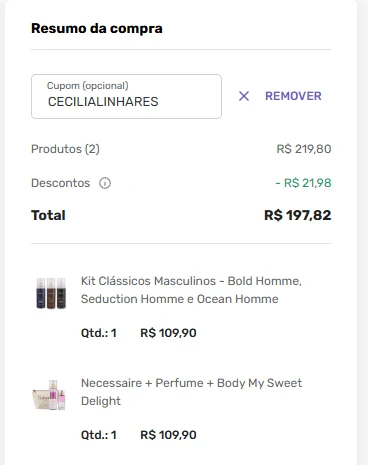 Resumo da compra
Cupom (opcional)
CECILIALINHARES
REMOVER
Produtos (2) R$ 219,80
Descontos - R$ 21,98
Total R$ 197,82
Kit Clássicos Masculinos - Bold Homme,
Seduction Homme e Ocean Homme
Qtd.: 1 R$ 109,90
Necessaire + Perfume + Body My Sweet
Delight
Qtd.: 1 R$ 109,90